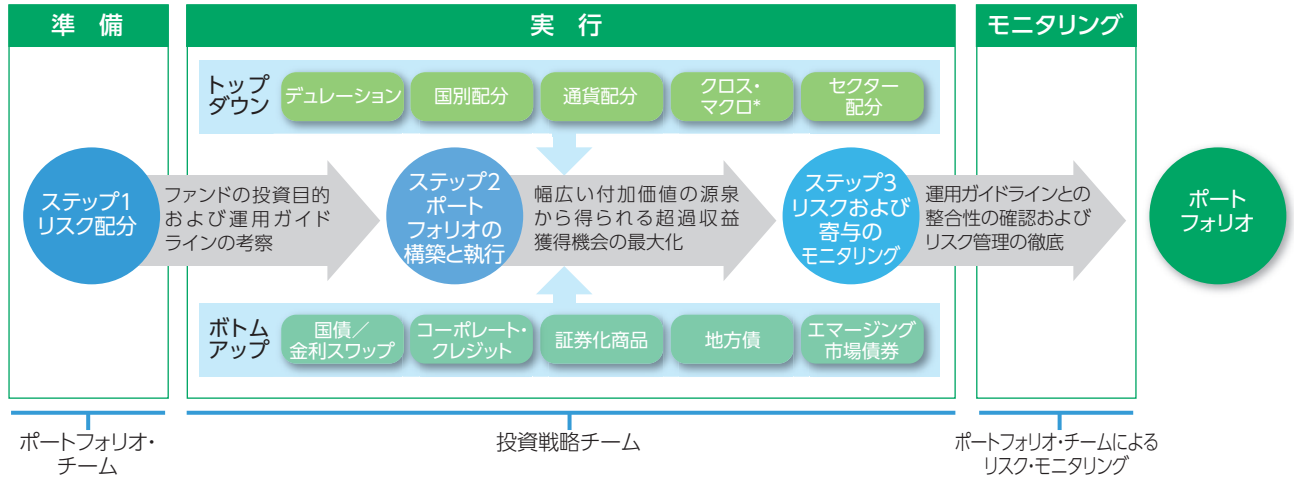 準 備
実 行
モニタリング
トップ
ダウン
デュレーション
国別配分
通貨配分
クロス・
マクロ*
セクター
配分
ステップ1
リスク配分
ファンドの投資目的
および運用ガイド
ラインの考察
ステップ2
ポート
フォリオの
構築と執行
幅広い付加価値の源泉
から得られる超過収益
獲得機会の最大化
ステップ3
リスクおよび
寄与の
モニタリング
運用ガイドラインとの
整合性の確認および
リスク管理の徹底
ポート
フォリオ
ボトム
アップ
国債／
金利スワップ
コーポレート・
クレジット
証券化商品
地方債
エマージング
市場債券
ポートフォリオ・
チーム
投資戦略チーム
ポートフォリオ・チームによる
リスク・モニタリング